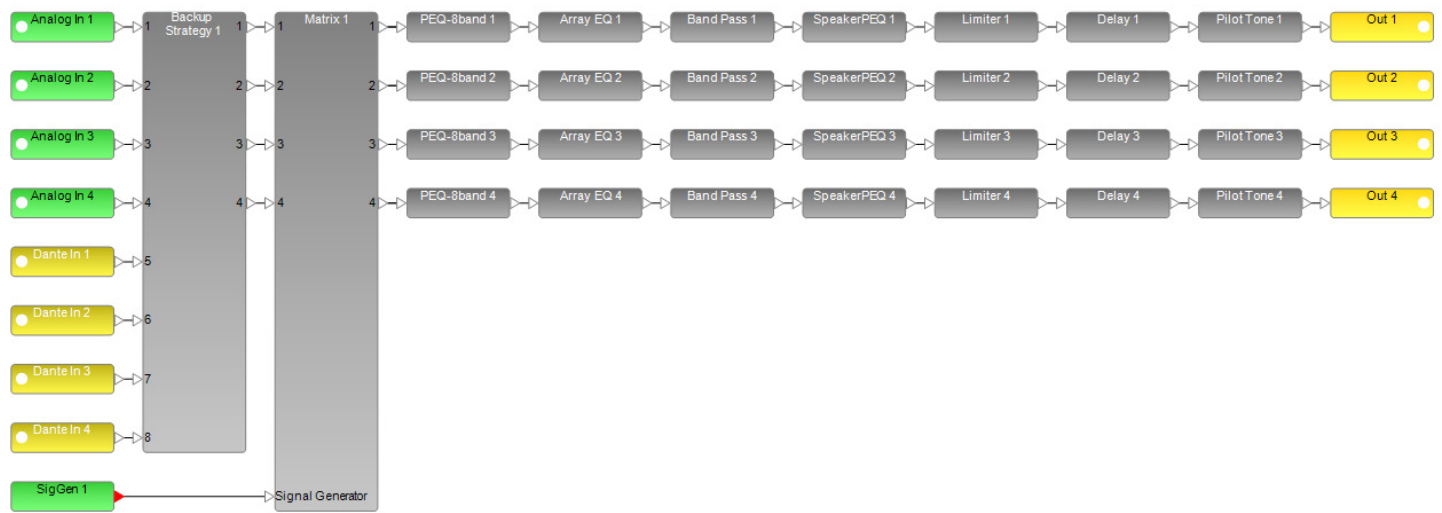 Analog In 1
1
Backup
Strategy 1
1
1
Matrix 1
1
PEQ-8band 1
Array EQ 1
Band Pass 1
SpeakerPEQ 1
Limiter 1
Delay 1
Pilot Tone 1
Out 1
Analog In 2
2
2
2
2
PEQ-8band 2
Array EQ 2
Band Pass 2
SpeakerPEQ 2
Limiter 2
Delay 2
Pilot Tone 2
Out 2
Analog In 3
3
3
3
3
PEQ-8band 3
Array EQ 3
Band Pass 3
SpeakerPEQ 3
Limiter 3
Delay 3
Pilot Tone 3
Out 3
Analog In 4
4
4
4
4
PEQ-8band 4
Array EQ 4
Band Pass 4
SpeakerPEQ 4
Limiter 4
Delay 4
Pilot Tone 4
Out 4
Dante In 1
5
Dante In 2
6
Dante In 3
7
Dante In 4
8
SigGen 1
Signal Generator